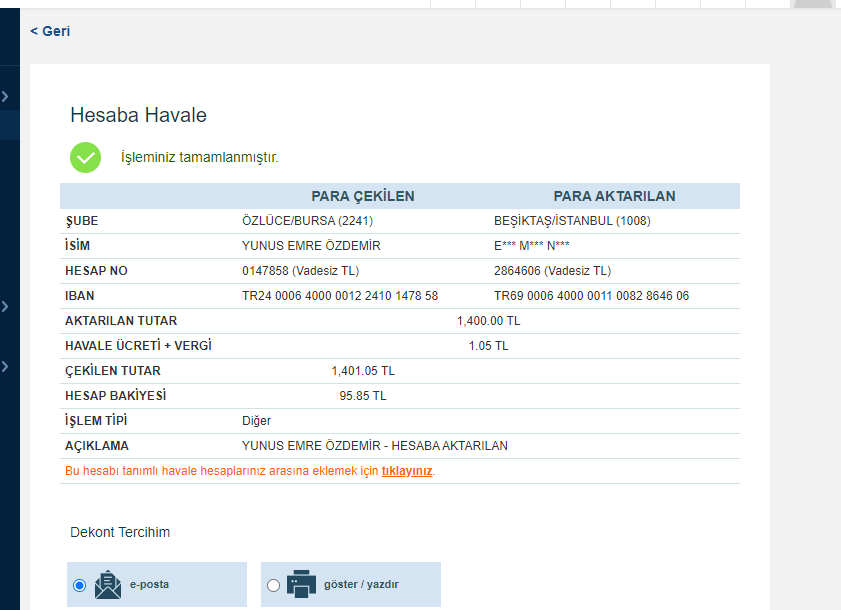 < Geri
Hesaba Havale
İşleminiz tamamlanmıştır.
PARA ÇEKİLEN PARA AKTARILAN
ŞUBE ÖZLÜCE/BURSA (2241) BEŞİKTAŞ/İSTANBUL (1008)
İSİM YUNUS EMRE ÖZDEMİR E*** M*** N***
HESAP NO 0147858 (Vadesiz TL) 2864606 (Vadesiz TL)
IBAN TR24 0006 4000 0012 2410 1478 58 TR69 0006 4000 0011 0082 8646 06
AKTARILAN TUTAR 1,400.00 TL
HAVALE ÜCRETİ + VERGİ 1.05 TL
ÇEKİLEN TUTAR 1,401.05 TL
HESAP BAKİYESİ 95.85 TL
İŞLEM TİPİ Diğer
AÇIKLAMA YUNUS EMRE ÖZDEMİR - HESABA AKTARILAN
Bu hesabı tanımlı havale hesaplarınız arasına eklemek için tıklayınız.
Dekont Tercihim
e-posta göster / yazdır